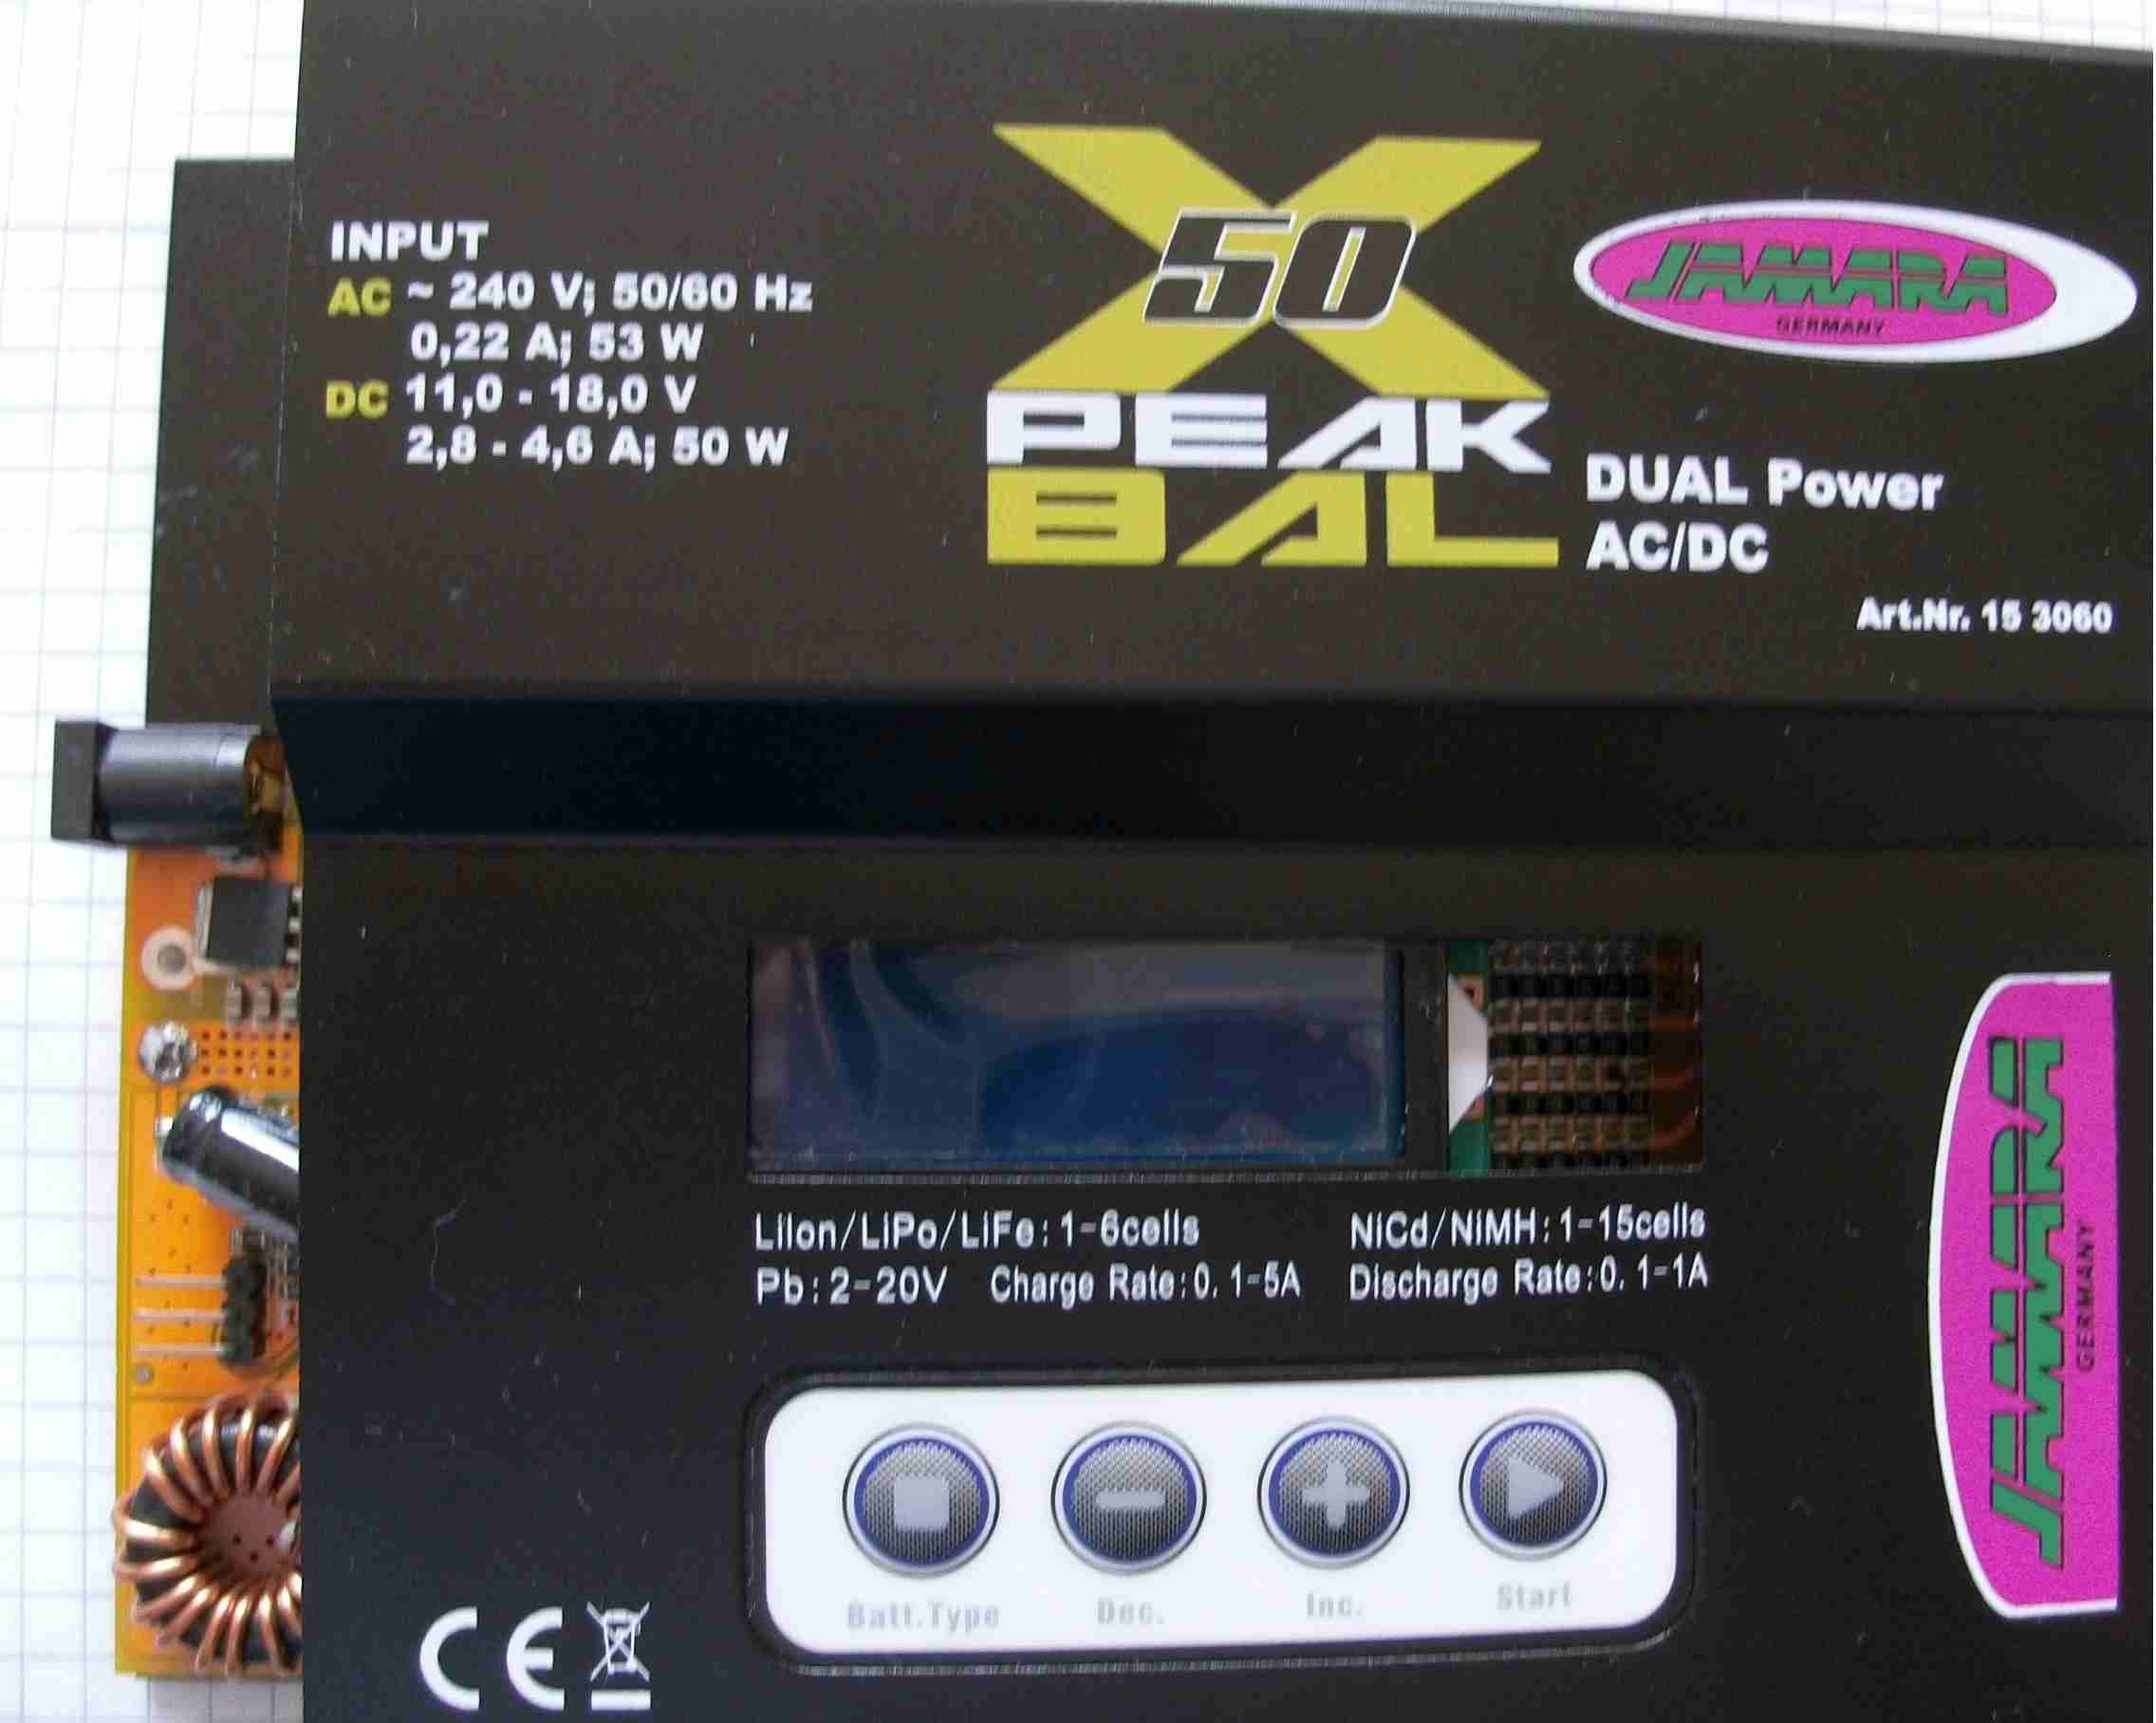 INPUT
AC ~ 240 V; 50/60 Hz
0,22 A; 53 W
DC 11,0 - 18,0 V
2,8 - 4,6 A; 50 W
X
50
PEAK
BAL
JAMARA
GERMANY
DUAL Power
AC/DC
Art.Nr. 15 3060
LiIon/LiPo/LiFe: 1-6cells NiCd/NiMH: 1-15cells
Pb: 2-20V Charge Rate: 0. 1-5A Discharge Rate: 0. 1-1A
JAMARA
GERMANY
Batt.Type Dec. Inc. Start
CE